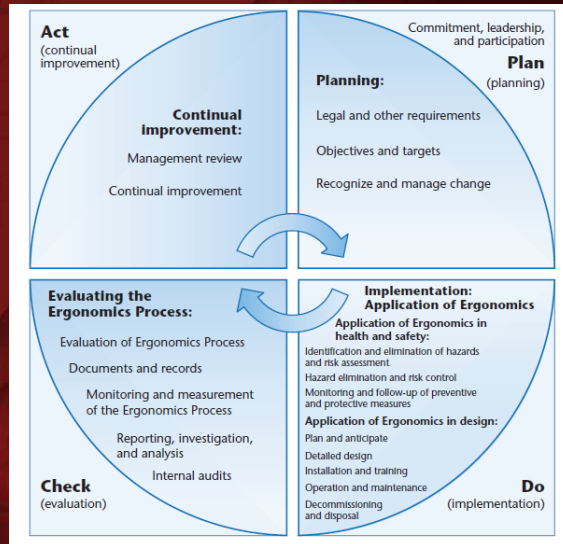 Act
(continual
improvement)
Continual
improvement:
Management review
Continual improvement
Commitment, leadership,
and participation
Plan
(planning)
Planning:
Legal and other requirements
Objectives and targets
Recognize and manage change
Evaluating the
Ergonomics Process:
Evaluation of Ergonomics Process
Documents and records
Monitoring and measurement
of the Ergonomics Process
Reporting, investigation,
and analysis
Internal audits
Check
(evaluation)
Implementation:
Application of Ergonomics
Application of Ergonomics in
health and safety:
Identification and elimination of hazards
and risk assessment
Hazard elimination and risk control
Monitoring and follow-up of preventive
and protective measures
Application of Ergonomics in design:
Plan and anticipate
Detailed design
Installation and training
Operation and maintenance
Decommissioning
and disposal
Do
(implementation)